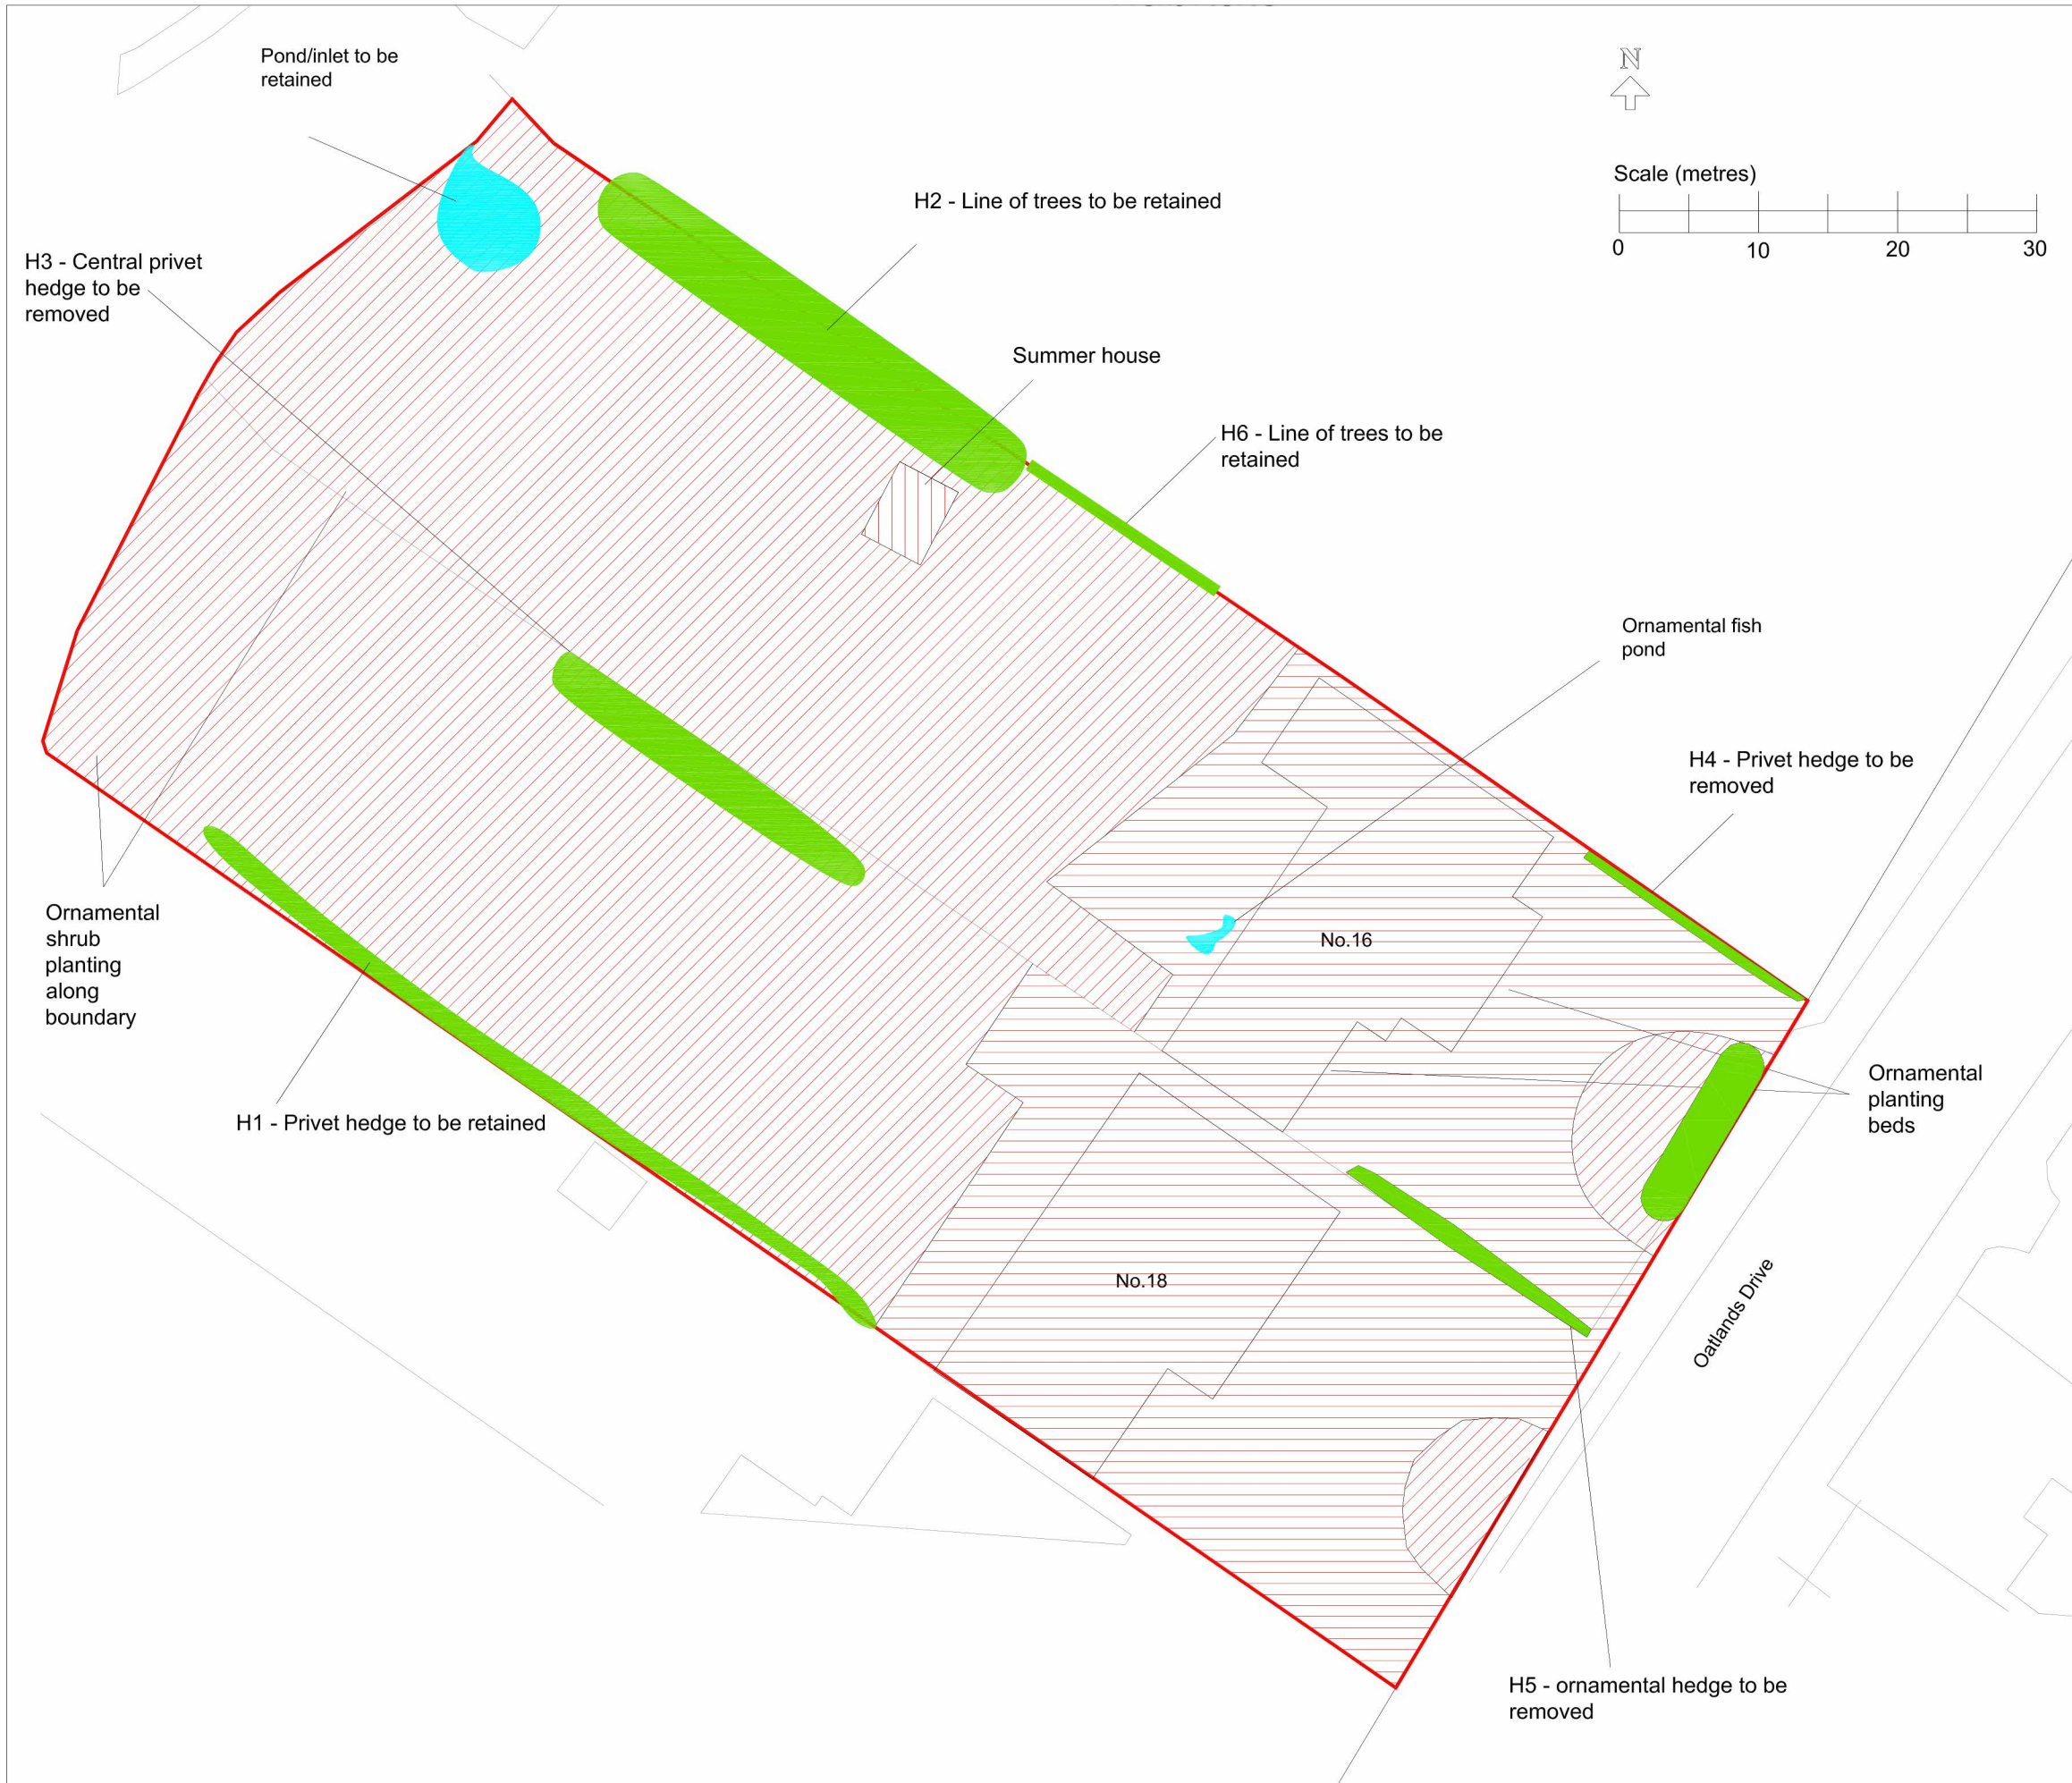 Pond/inlet to be
retained
N
Scale (metres)
0 10 20 30
H2 - Line of trees to be retained
H3 - Central privet
hedge to be
removed
Summer house
H6 - Line of trees to be
retained
Ornamental fish
pond
H4 - Privet hedge to be
removed
Ornamental
shrub
planting
along
boundary
No.16
Ornamental
planting
beds
H1 - Privet hedge to be retained
No.18
Oatlands Drive
H5 - ornamental hedge to be
removed